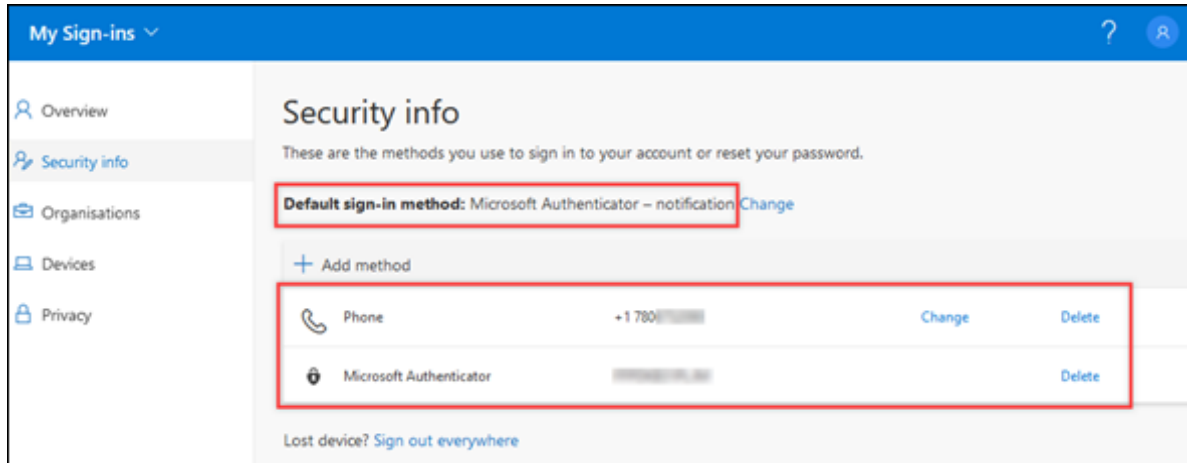 My Sign-ins
?
Overview
Security info
Organisations
Devices
Privacy
Security info
These are the methods you use to sign in to your account or reset your password.
Default sign-in method: Microsoft Authenticator – notification Change
+ Add method
Phone +1 780 Change Delete
Microsoft Authenticator Delete
Lost device? Sign out everywhere